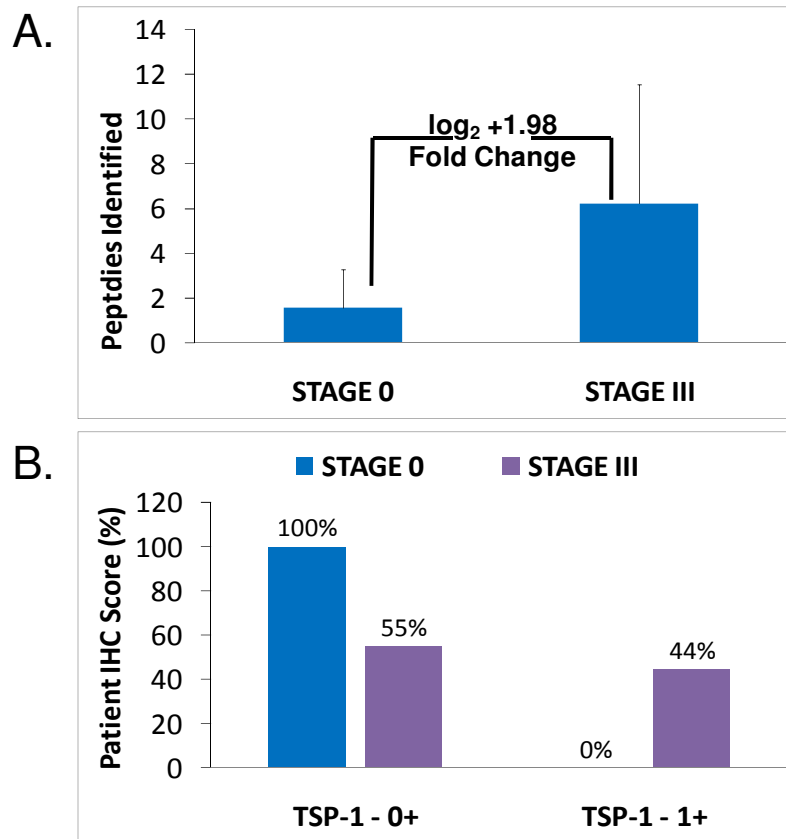 A.
14
12
10
8
6
4
2
0
Peptdies Identified
log₂ +1.98
Fold Change
STAGE 0 STAGE III
B.
STAGE 0 STAGE III
120
100
80
60
40
20
0
Patient IHC Score (%)
100%
55%
0%
44%
TSP-1 - 0+ TSP-1 - 1+